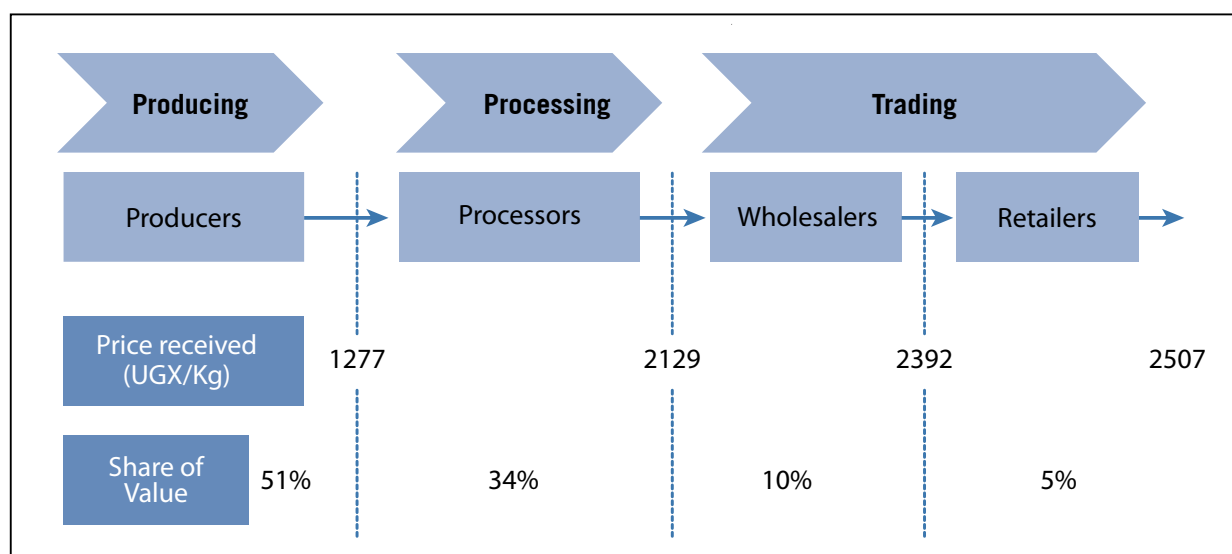 Producing
Processing
Trading
Producers
Processors
Wholesalers
Retailers
Price received
(UGX/Kg)
1277
2129
2392
2507
Share of
Value
51%
34%
10%
5%